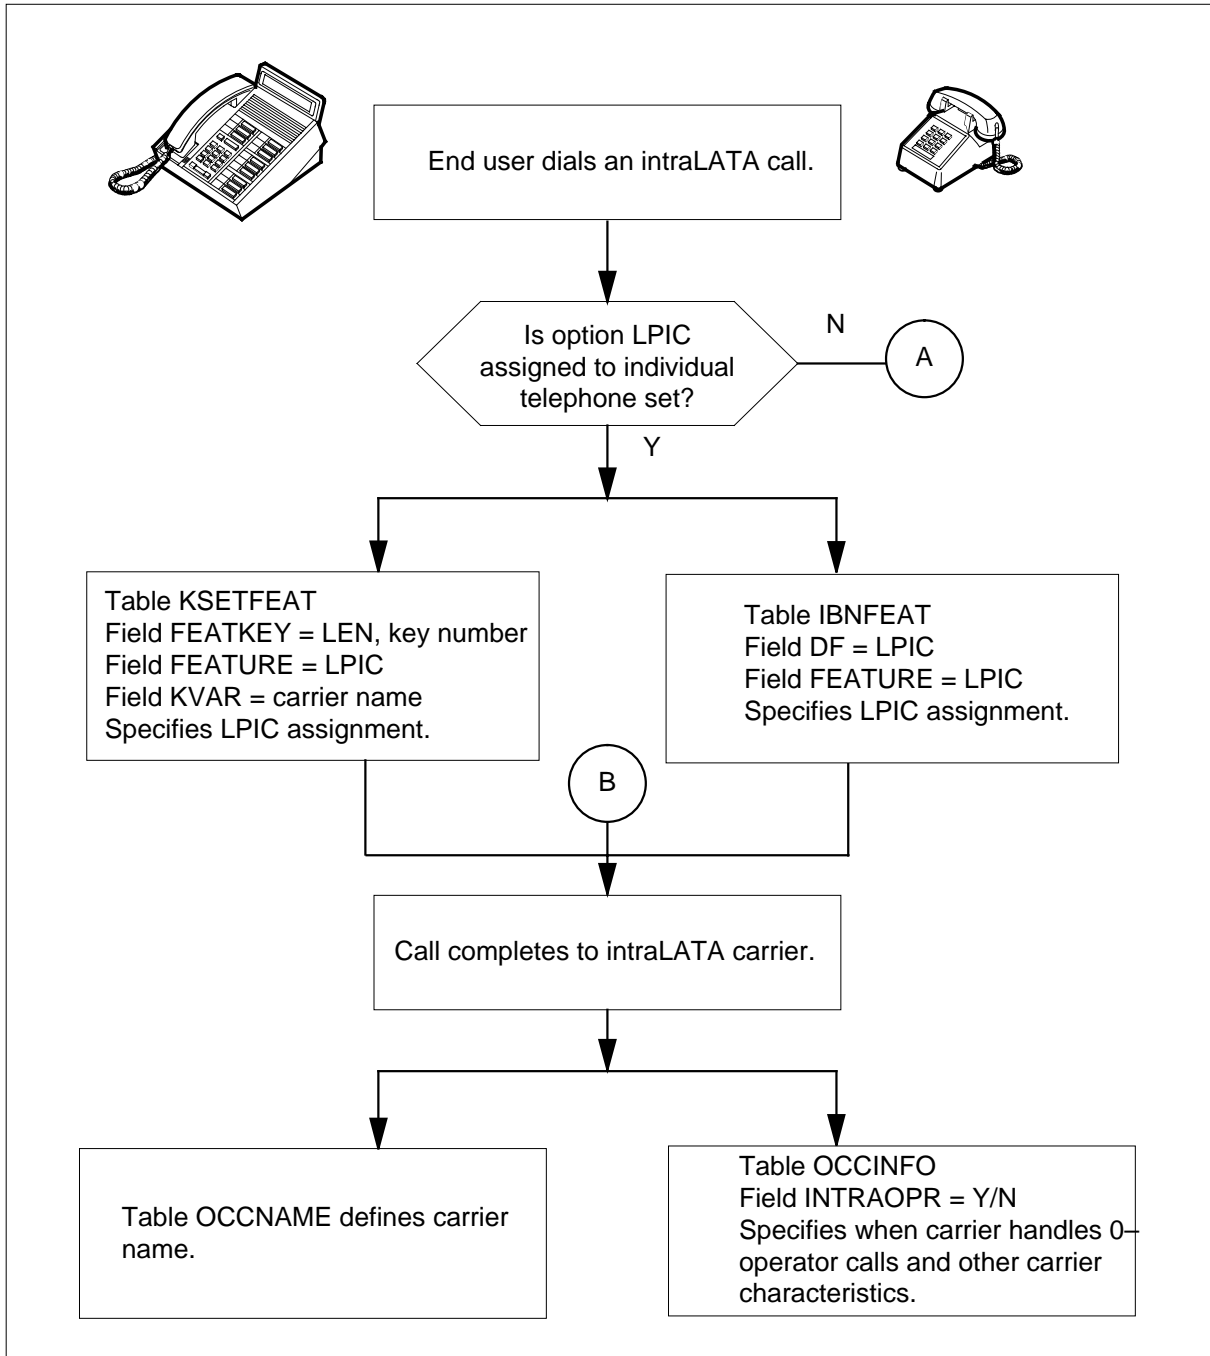 End user dials an intraLATA call.
Is option LPIC
assigned to individual
telephone set?
N
A
Y
Table KSETFEAT
Field FEATKEY = LEN, key number
Field FEATURE = LPIC
Field KVAR = carrier name
Specifies LPIC assignment.
Table IBNFEAT
Field DF = LPIC
Field FEATURE = LPIC
Specifies LPIC assignment.
B
Call completes to intraLATA carrier.
Table OCCNAME defines carrier
name.
Table OCCINFO
Field INTRAOPR = Y/N
Specifies when carrier handles 0–
operator calls and other carrier
characteristics.